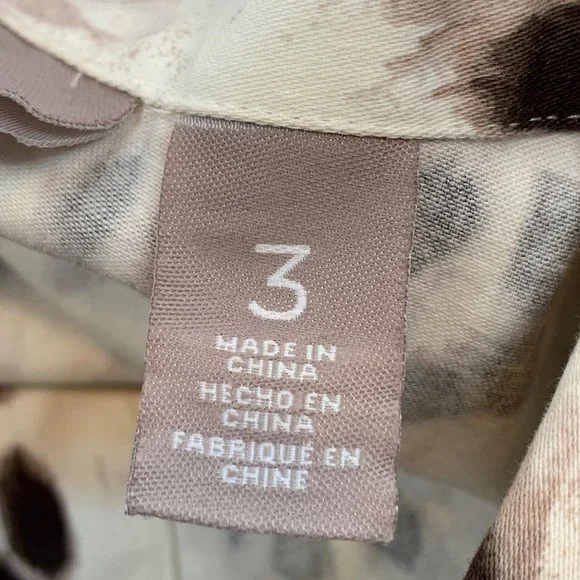 3
MADE IN
CHINA
HECHO EN
CHINA
FABRIQUE EN
CHINE